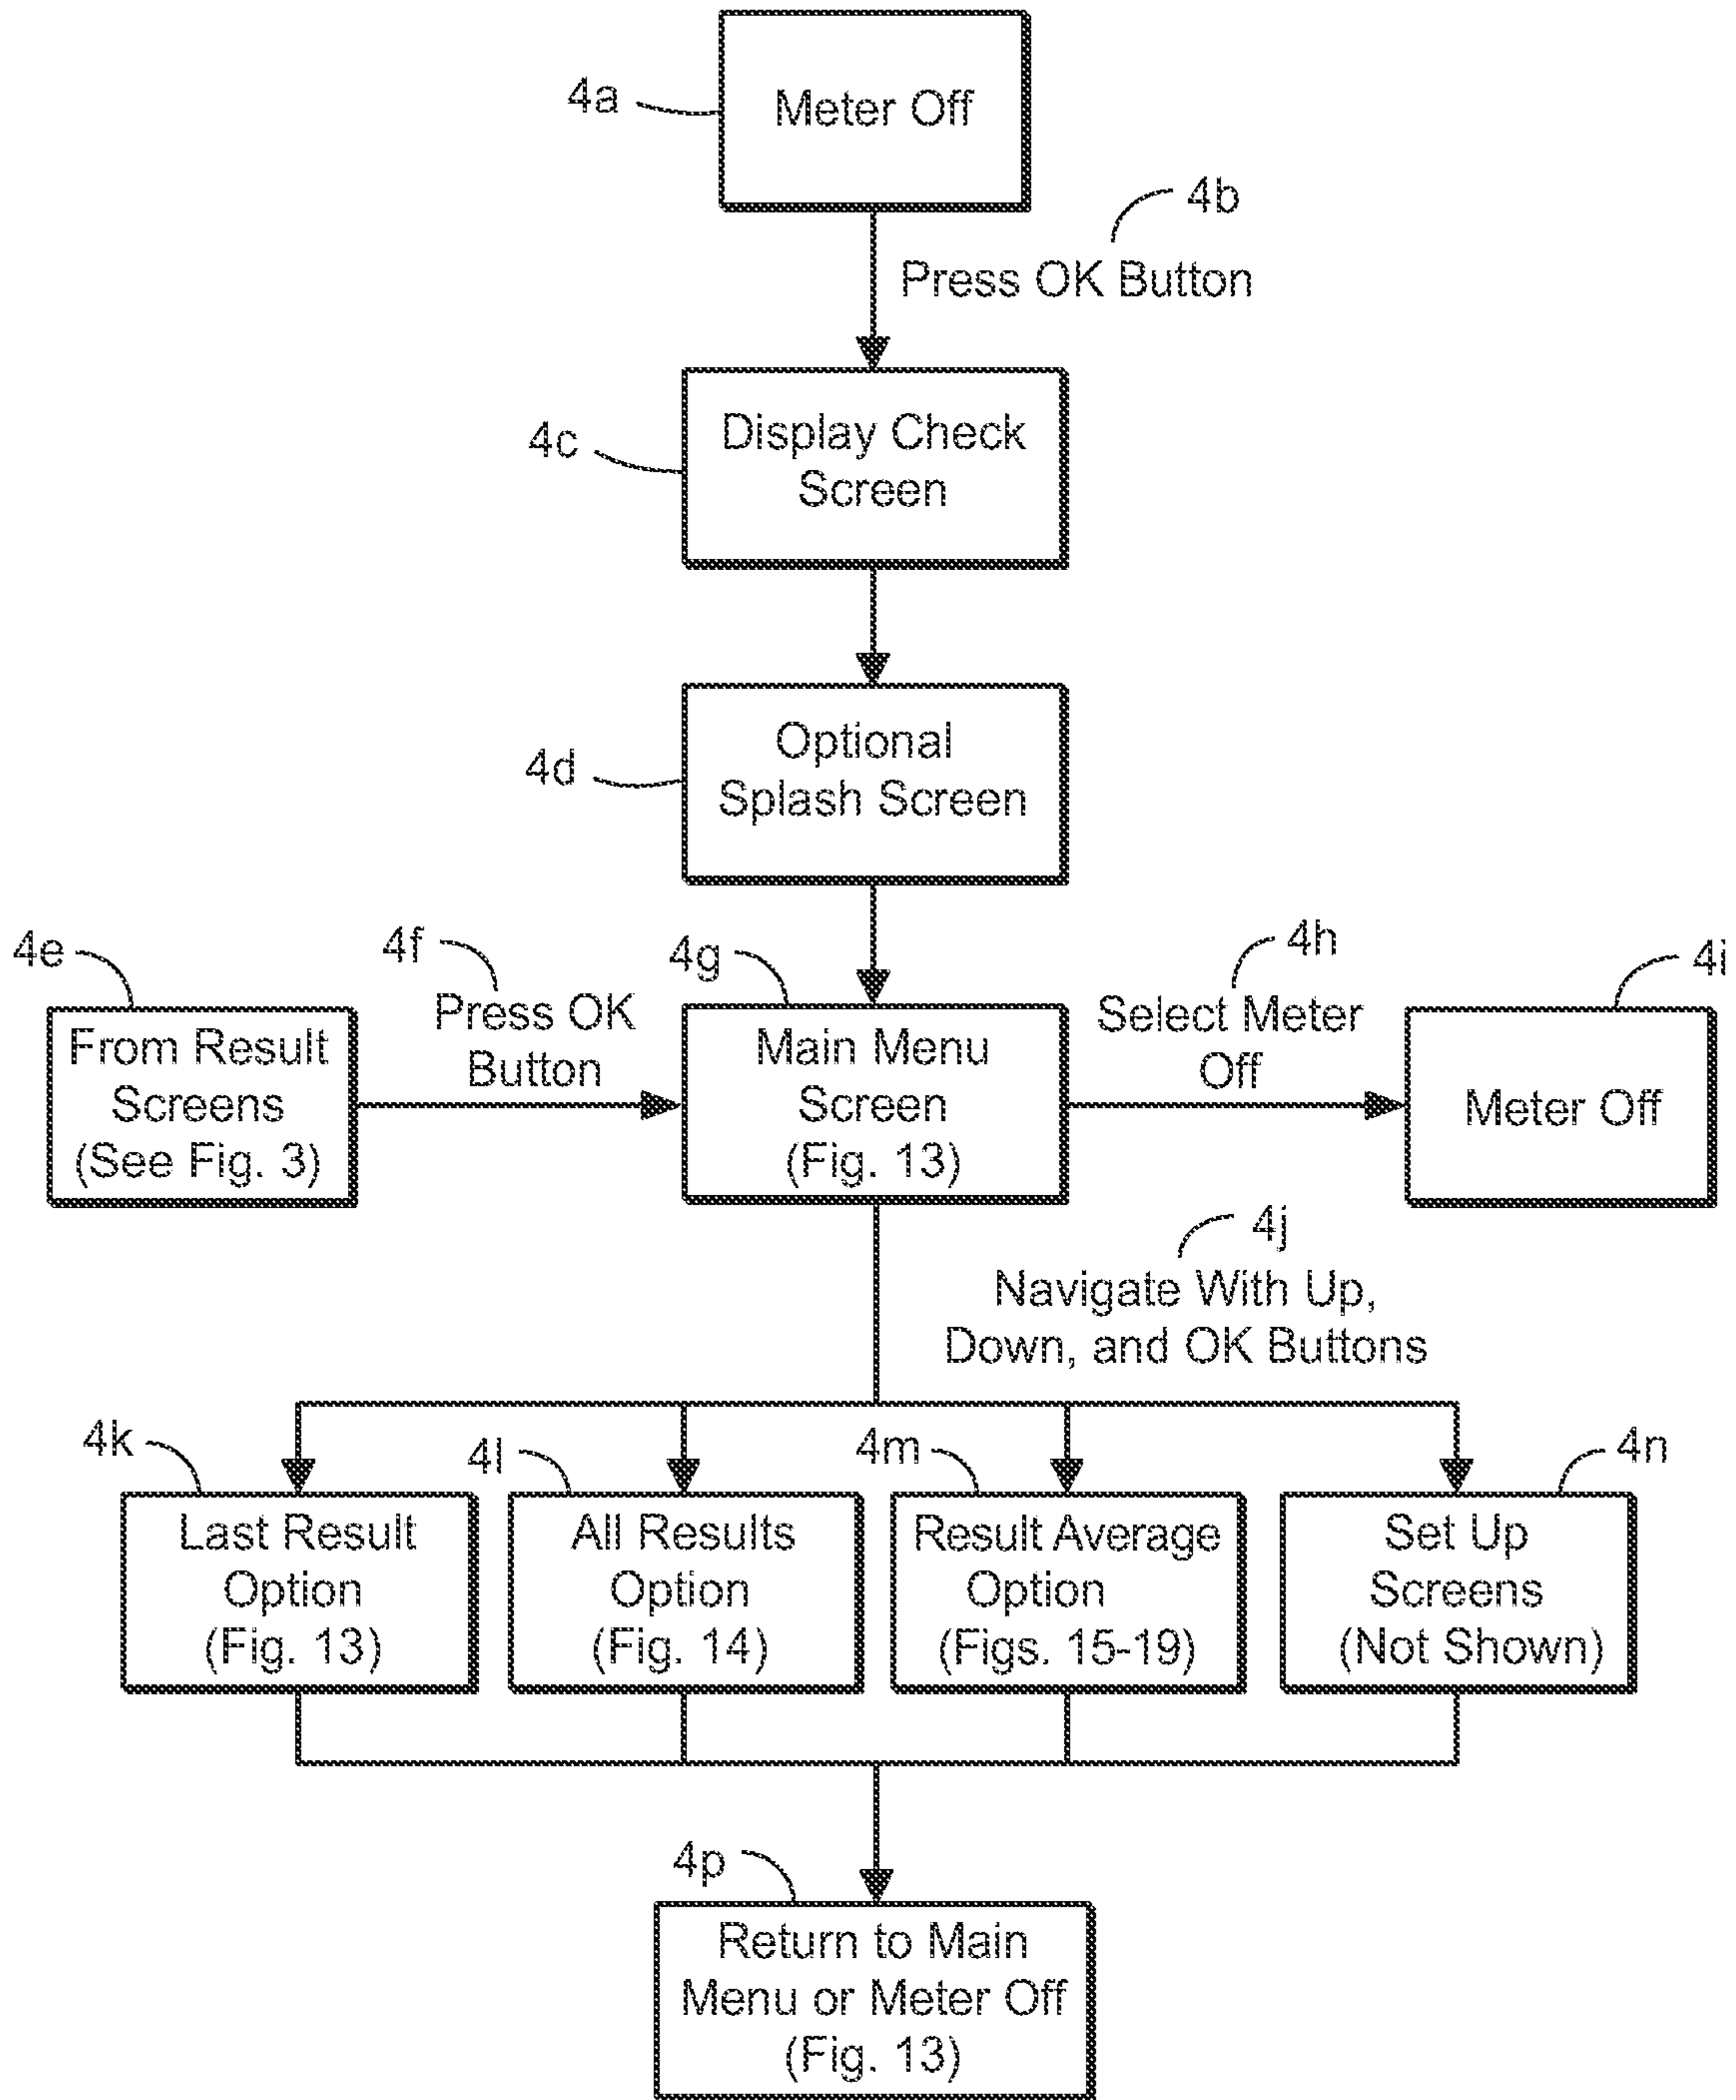 4a
Meter Off
4b
Press OK Button
4c
Display Check
Screen
4d
Optional
Splash Screen
4e
From Result
Screens
(See Fig. 3)
4f
Press OK
Button
4g
Main Menu
Screen
(Fig. 13)
4h
Select Meter
Off
4i
Meter Off
4j
Navigate With Up,
Down, and OK Buttons
4k
Last Result
Option
(Fig. 13)
4l
All Results
Option
(Fig. 14)
4m
Result Average
Option
(Figs. 15-19)
4n
Set Up
Screens
(Not Shown)
4p
Return to Main
Menu or Meter Off
(Fig. 13)